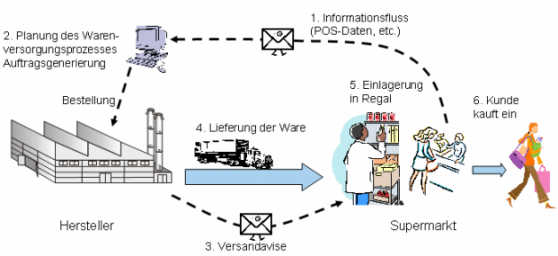 1. Informationsfluss
(POS-Daten, etc.)
2. Planung des Waren-
versorgungsprozesses
Auftragsgenerierung
Bestellung
4. Lieferung der Ware
5. Einlagerung
in Regal
6. Kunde
kauft ein
Hersteller
Supermarkt
3. Versandavise